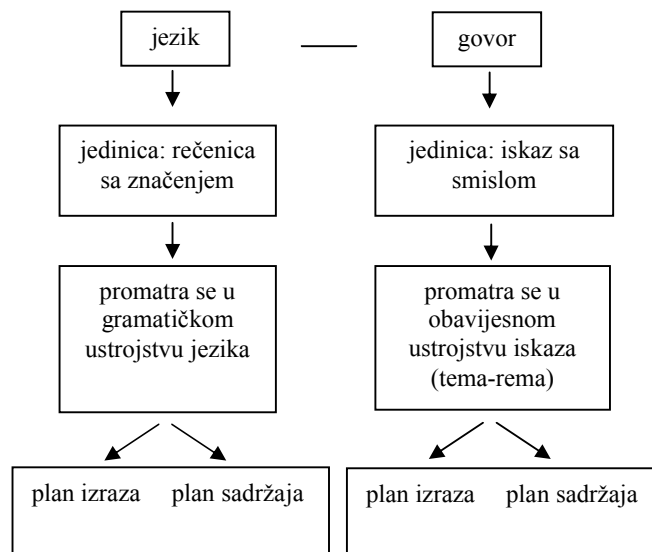 jezik
govor
jedinica: rečenica
sa značenjem
jedinica: iskaz sa
smislom
promatra se u
gramatičkom
ustrojstvu jezika
promatra se u
obavijesnom
ustrojstvu iskaza
(tema-rema)
plan izraza plan sadržaja
plan izraza plan sadržaja